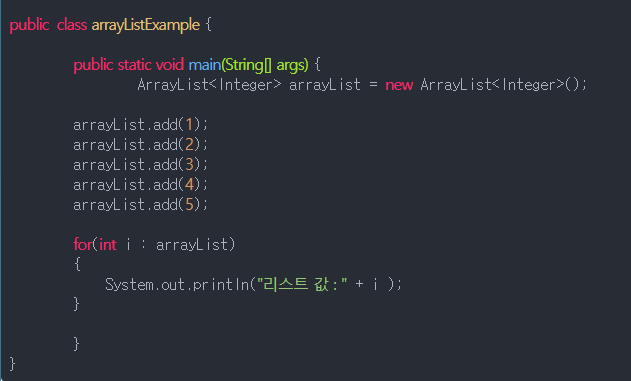 public class arrayListExample {
public static void main(String[] args) {
ArrayList<Integer> arrayList = new ArrayList<Integer>();
arrayList.add(1);
arrayList.add(2);
arrayList.add(3);
arrayList.add(4);
arrayList.add(5);
for(int i : arrayList)
{
System.out.println("리스트 값 : " + i );
}
}
}